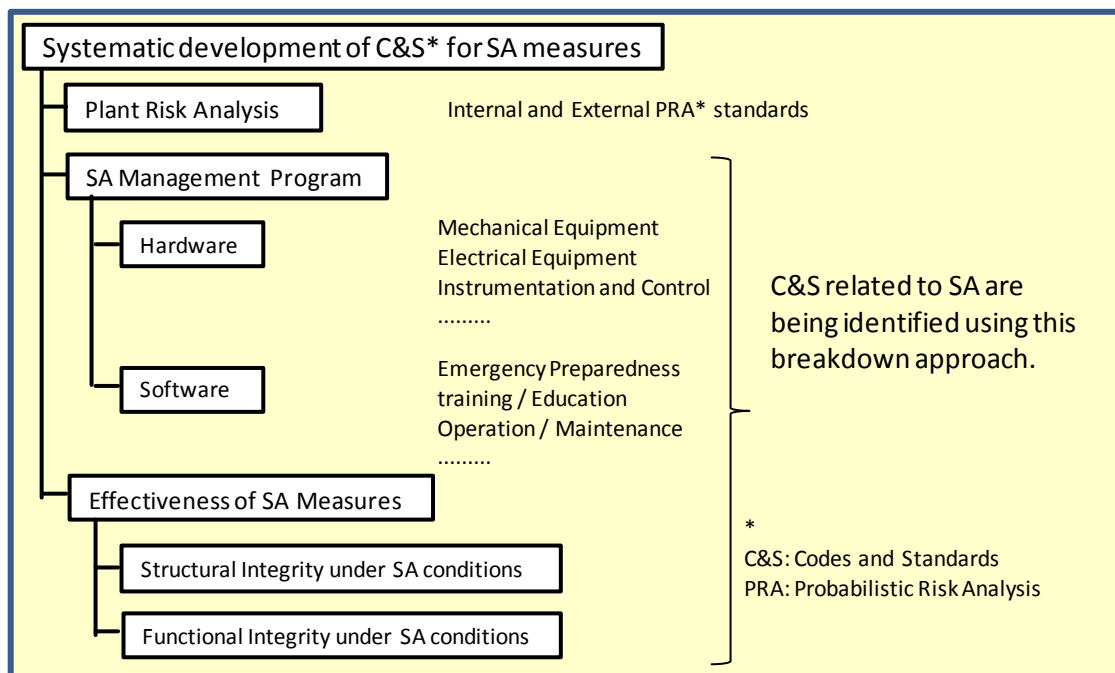 Systematic development of C&S* for SA measures
Plant Risk Analysis
Internal and External PRA* standards
SA Management Program
Hardware
Mechanical Equipment
Electrical Equipment
Instrumentation and Control
.........
Software
Emergency Preparedness
training / Education
Operation / Maintenance
.........
C&S related to SA are
being identified using this
breakdown approach.
Effectiveness of SA Measures
Structural Integrity under SA conditions
Functional Integrity under SA conditions
*
C&S: Codes and Standards
PRA: Probabilistic Risk Analysis